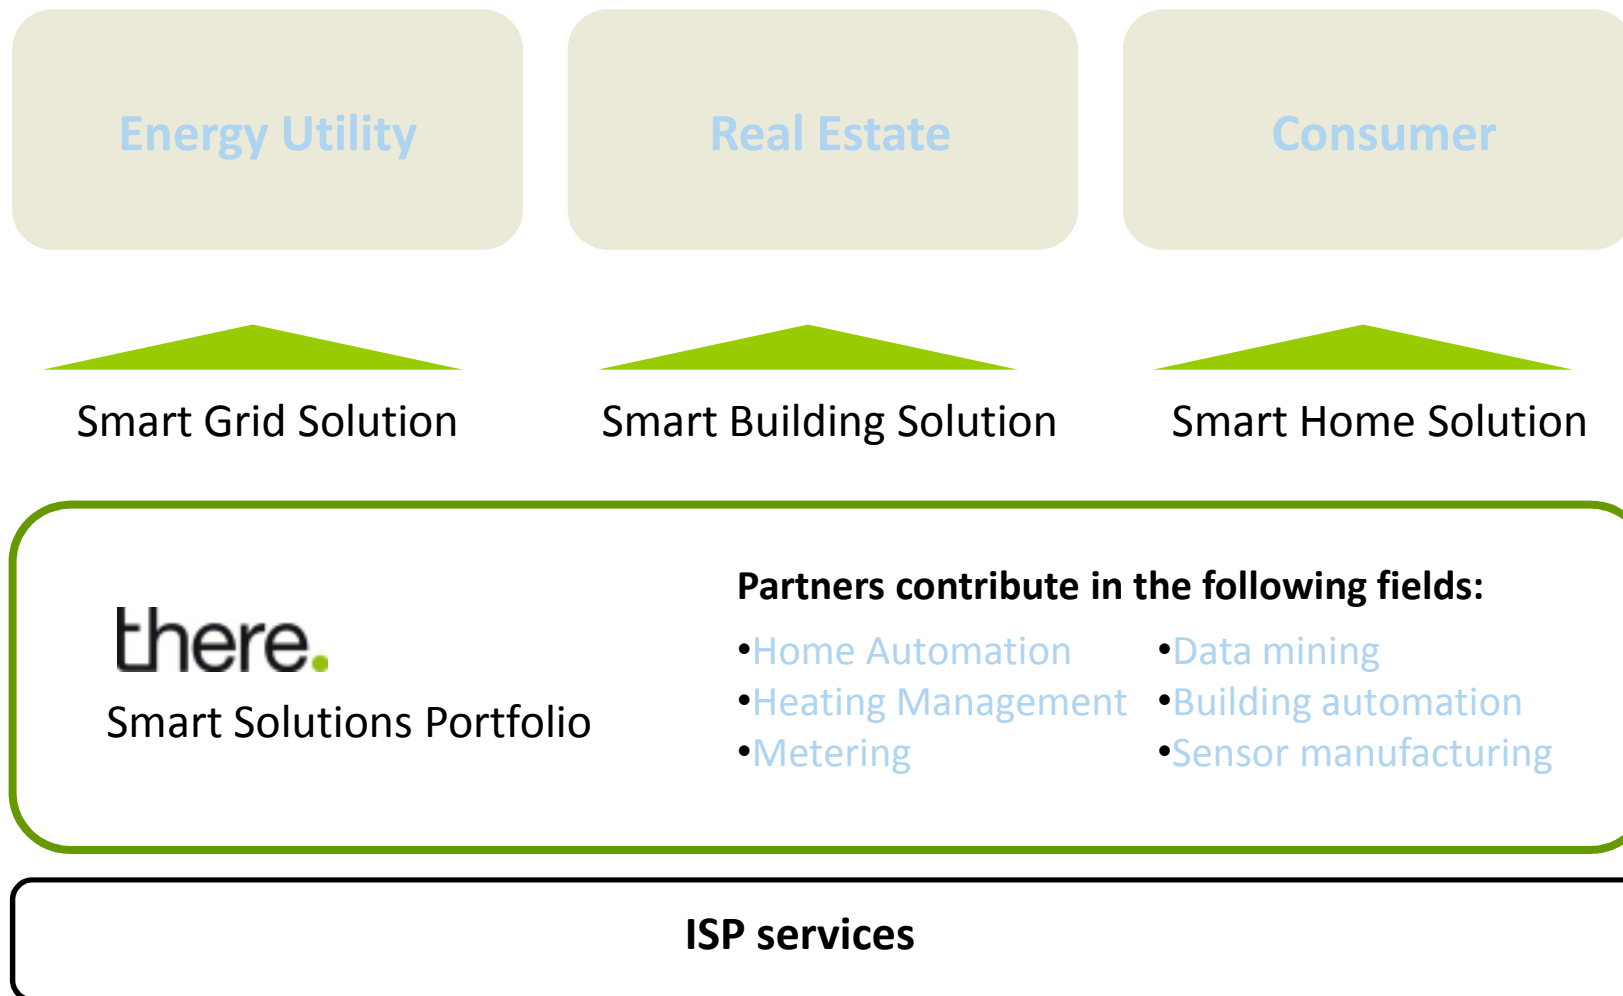 Energy Utility
Real Estate
Consumer
Smart Grid Solution
Smart Building Solution
Smart Home Solution
there.
Smart Solutions Portfolio
Partners contribute in the following fields:
•Home Automation
•Heating Management
•Metering
•Data mining
•Building automation
•Sensor manufacturing
ISP services